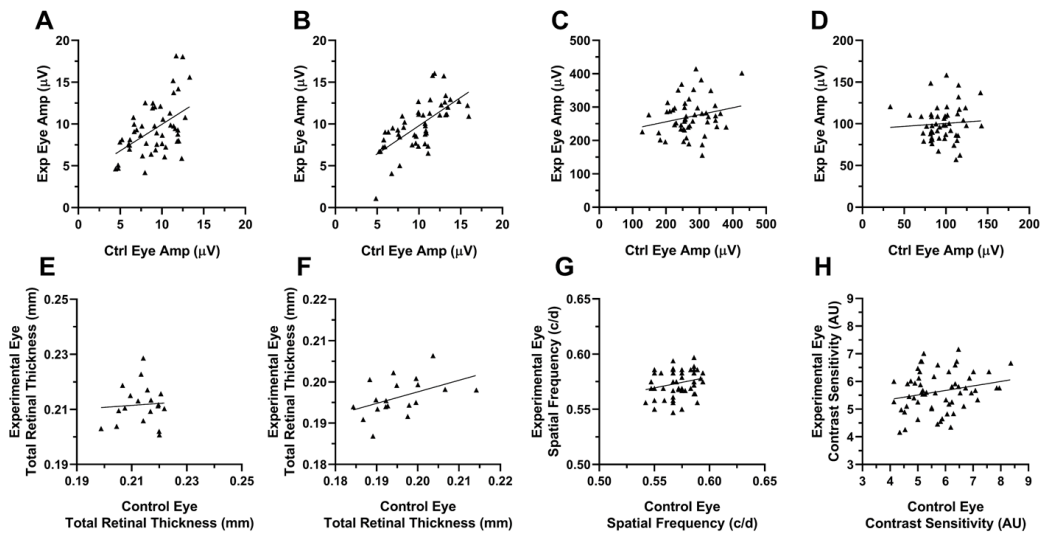 A
B
C
D
20
15
10
5
0
Exp Eye Amp (μV)
0
5
10
15
20
Ctrl Eye Amp (μV)
20
15
10
5
0
Exp Eye Amp (μV)
0
5
10
15
20
Ctrl Eye Amp (μV)
500
400
300
200
100
0
Exp Eye Amp (μV)
0
100
200
300
400
500
Ctrl Eye Amp (μV)
200
150
100
50
0
Exp Eye Amp (μV)
0
50
100
150
200
Ctrl Eye Amp (μV)
E
F
G
H
0.25
0.23
0.21
0.19
Experimental Eye
Total Retinal Thickness (mm)
0.19
0.21
0.23
0.25
Control Eye
Total Retinal Thickness (mm)
0.22
0.21
0.20
0.19
0.18
Experimental Eye
Total Retinal Thickness (mm)
0.18
0.19
0.20
0.21
0.22
Control Eye
Total Retinal Thickness (mm)
0.65
0.60
0.55
0.50
Experimental Eye
Spatial Frequency (c/d)
0.50
0.55
0.60
0.65
Control Eye
Spatial Frequency (c/d)
9
8
7
6
5
4
3
Experimental Eye
Contrast Sensitivity (AU)
3
4
5
6
7
8
9
Control Eye
Contrast Sensitivity (AU)